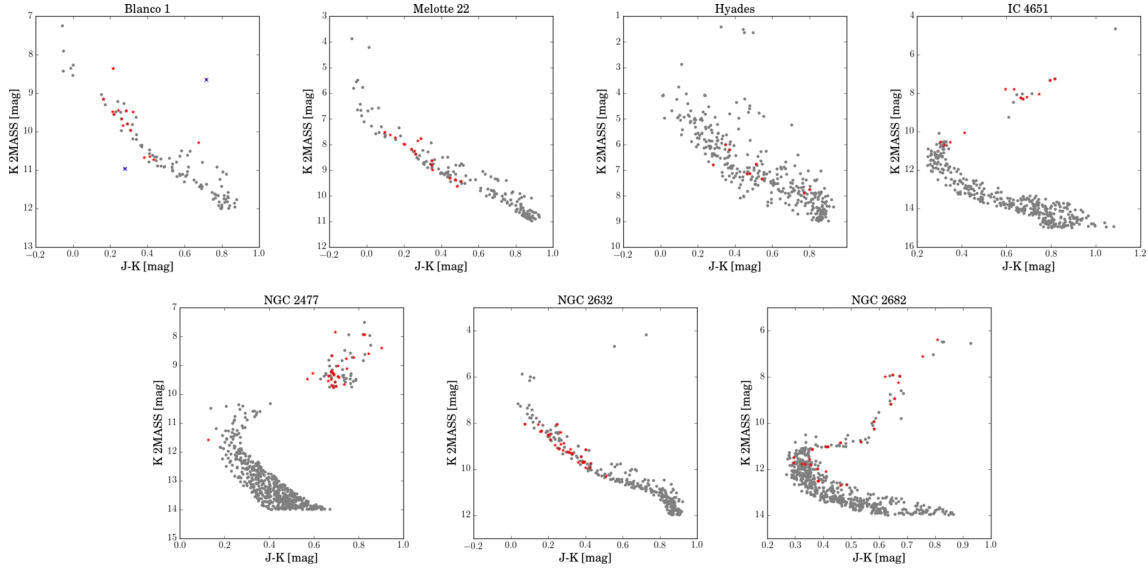 Blanco 1
7
8
9
10
11
12
13
−0.2 0.0 0.2 0.4 0.6 0.8 1.0
K 2MASS [mag]
J-K [mag]
Melotte 22
3
4
5
6
7
8
9
10
11
12
−0.2 0.0 0.2 0.4 0.6 0.8 1.0
K 2MASS [mag]
J-K [mag]
Hyades
1
2
3
4
5
6
7
8
9
−0.2 0.0 0.2 0.4 0.6 0.8
K 2MASS [mag]
J-K [mag]
IC 4651
4
6
8
10
12
14
16
0.2 0.4 0.6 0.8 1.0 1.2
K 2MASS [mag]
J-K [mag]
NGC 2477
7
8
9
10
11
12
13
14
15
0.0 0.2 0.4 0.6 0.8 1.0
K 2MASS [mag]
J-K [mag]
NGC 2632
4
6
8
10
12
−0.2 0.0 0.2 0.4 0.6 0.8 1.0
K 2MASS [mag]
J-K [mag]
NGC 2682
6
8
10
12
14
0.2 0.3 0.4 0.5 0.6 0.7 0.8 0.9 1.0
K 2MASS [mag]
J-K [mag]